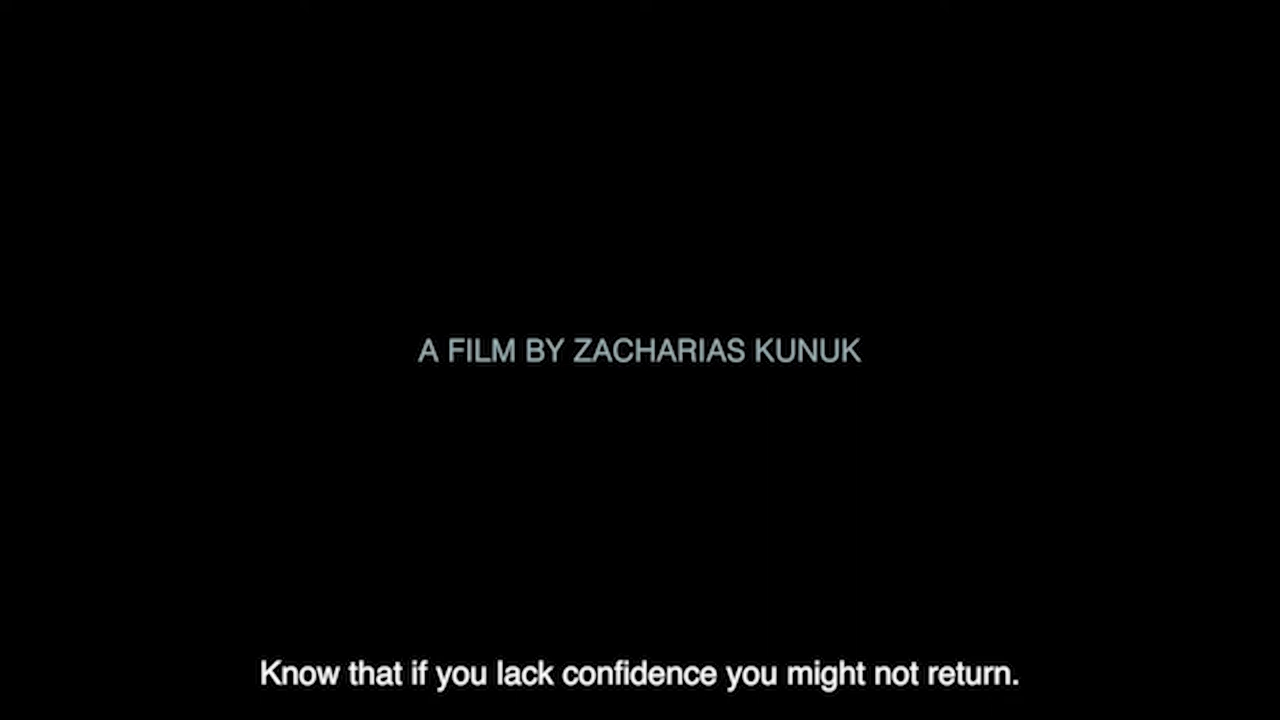 A FILM BY ZACHARIAS KUNUK
Know that if you lack confidence you might not return.